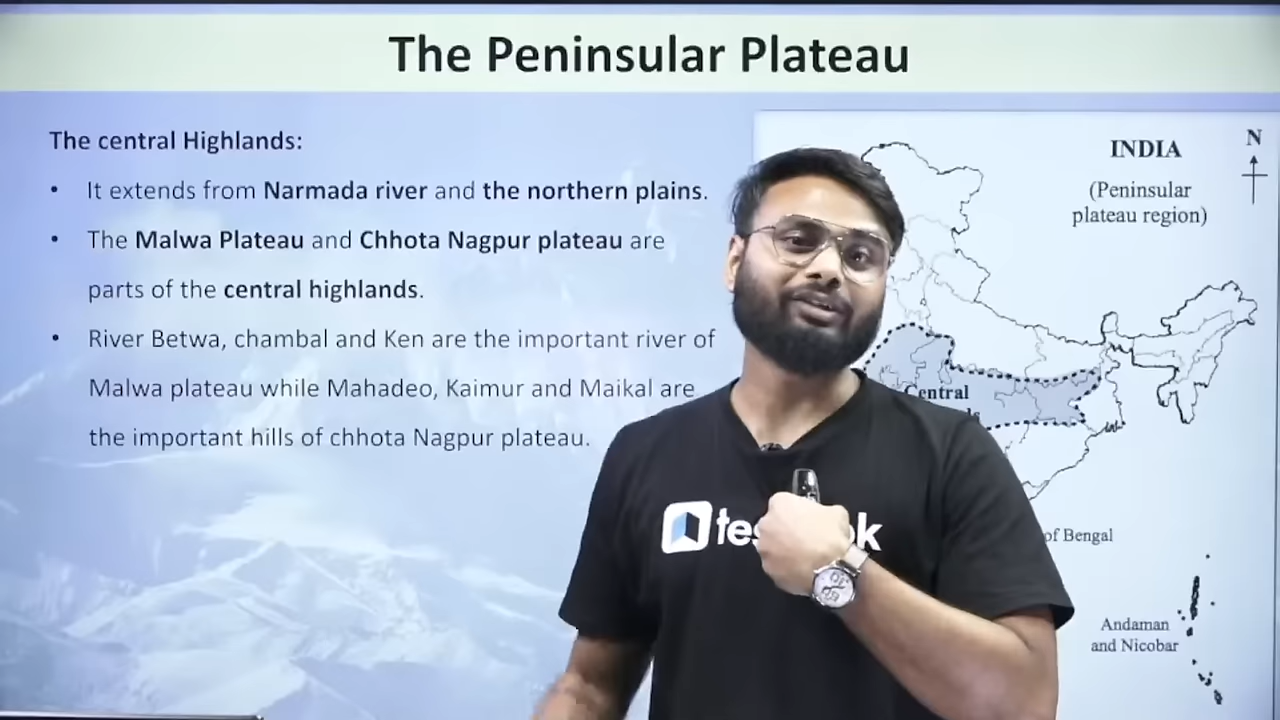 The Peninsular Plateau
The central Highlands:
• It extends from Narmada river and the northern plains.
• The Malwa Plateau and Chhota Nagpur plateau are
parts of the central highlands.
• River Betwa, chambal and Ken are the important river of
Malwa plateau while Mahadeo, Kaimur and Maikal are
the important hills of chhota Nagpur plateau.
INDIA
N
(Peninsular
plateau region)
Central
of Bengal
Andaman
and Nicobar